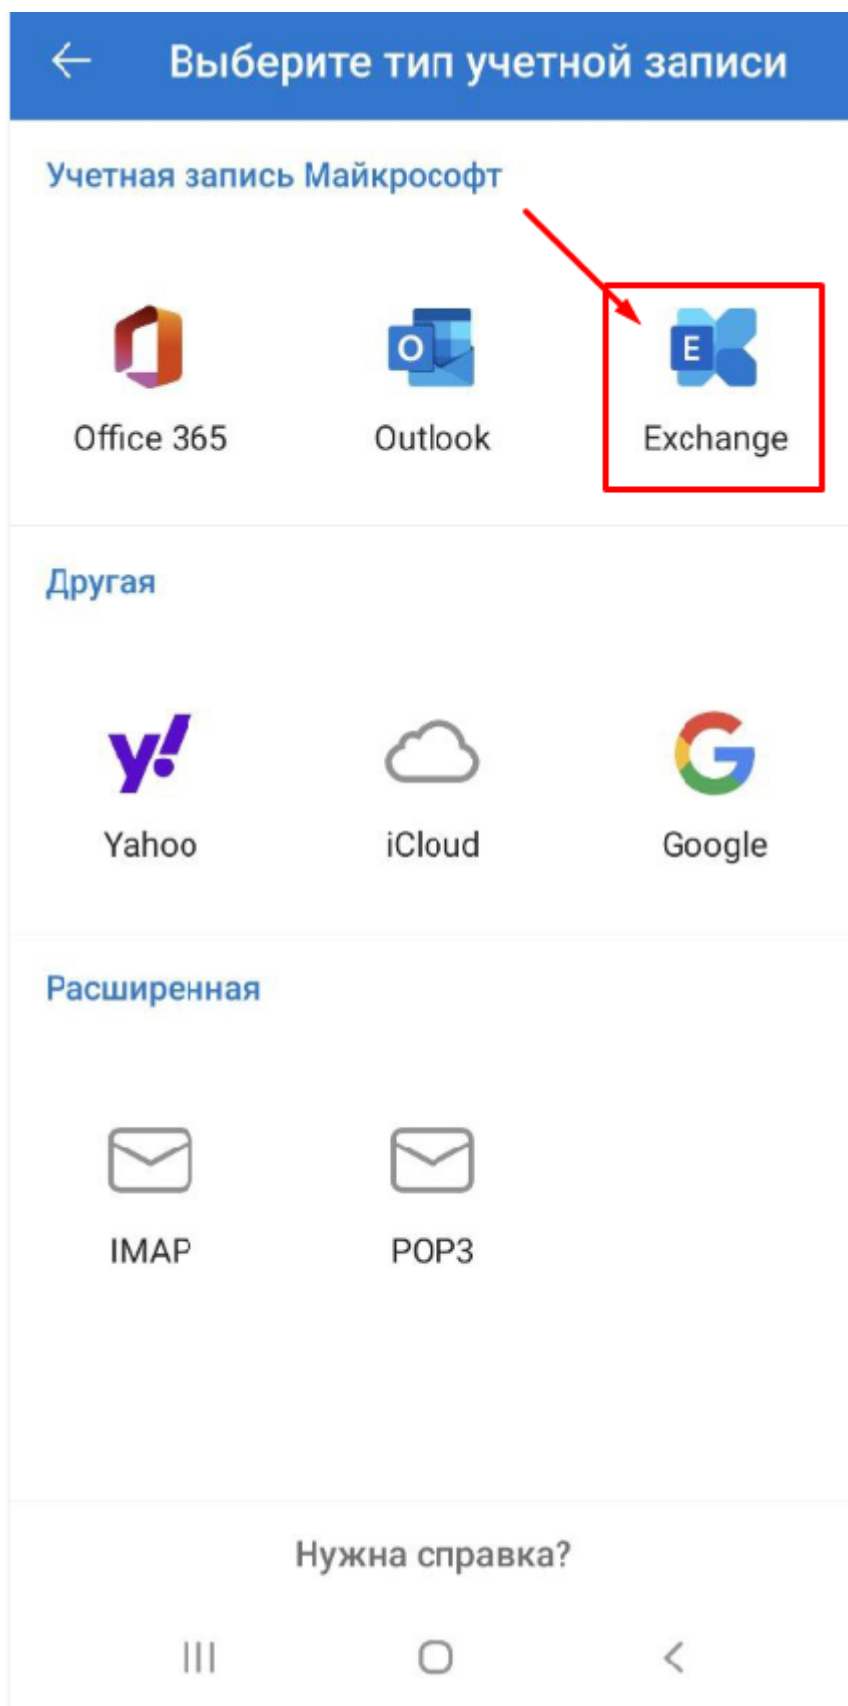 Выберите тип учетной записи
Учетная запись Майкрософт
O
E
Office 365
Outlook
Exchange
Другая
y!
G
Yahoo
iCloud
Google
Расширенная
IMAP
POP3
Нужна справка?